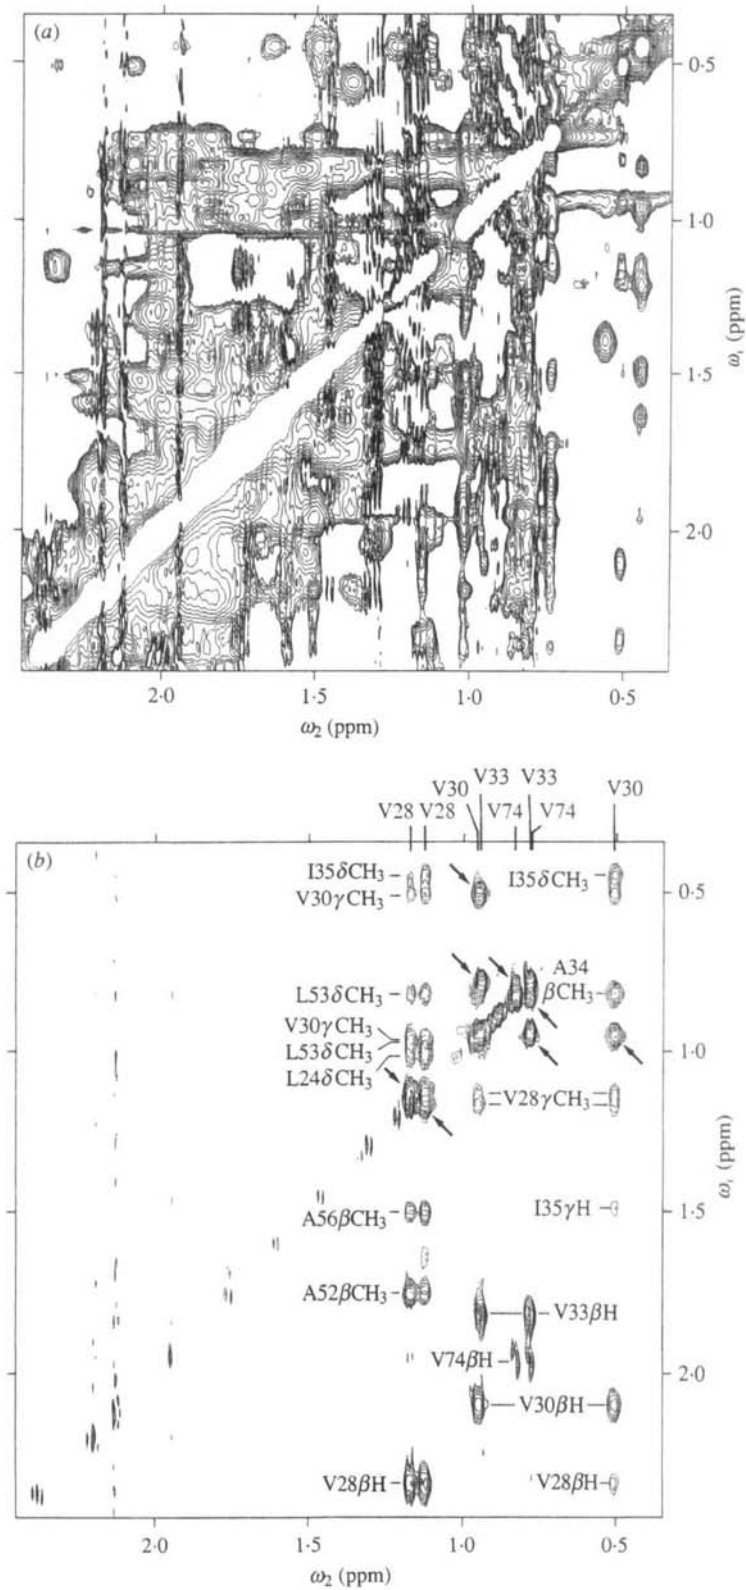 (a)
0·5
1·0
1·5
2·0
ω₁ (ppm)
2·0 1·5 1·0 0·5
ω₂ (ppm)
V33 V33
V30 V30
V28 V28 V74 V74
(b)
I35δCH₃
V30γCH₃
I35δCH₃
0·5
A34
βCH₃
L53δCH₃
V30γCH₃
L53δCH₃
L24δCH₃
1·0
V28γCH₃
ω₁ (ppm)
A56βCH₃
I35γH
1·5
A52βCH₃
V33βH
V74βH
V30βH
2·0
V28βH
V28βH
2·0 1·5 1·0 0·5
ω₂ (ppm)